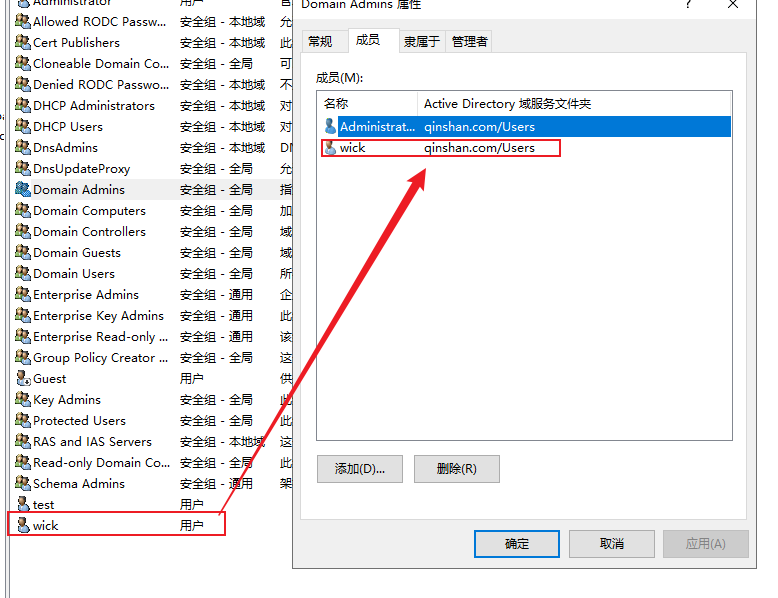 Administrator 用户
Allowed RODC Passw... 安全组 - 本地域 允
Cert Publishers 安全组 - 本地域 此
Cloneable Domain Co... 安全组 - 全局 可
Denied RODC Passwo... 安全组 - 本地域 不
DHCP Administrators 安全组 - 本地域 对
DHCP Users 安全组 - 本地域 对
DnsAdmins 安全组 - 本地域
DnsUpdateProxy 安全组 - 全局 允
Domain Admins 安全组 - 全局 指
Domain Computers 安全组 - 全局 加
Domain Controllers 安全组 - 全局 域
Domain Guests 安全组 - 全局 域
Domain Users 安全组 - 全局 所
Enterprise Admins 安全组 - 通用 企
Enterprise Key Admins 安全组 - 通用 此
Enterprise Read-only ... 安全组 - 通用 该
Group Policy Creator ... 安全组 - 全局 这
Guest 用户 供
Key Admins 安全组 - 全局 此
Protected Users 安全组 - 全局 此
RAS and IAS Servers 安全组 - 本地域 这
Read-only Domain Co... 安全组 - 全局 此
Schema Admins 安全组 - 通用 架
test 用户
wick 用户
Domain Admins 属性 ? ×
常规 成员 隶属于 管理者
成员(M):
名称 Active Directory 域服务文件夹
Administrat... qinshan.com/Users
wick qinshan.com/Users
添加(D)... 删除(R)
确定 取消 应用(A)